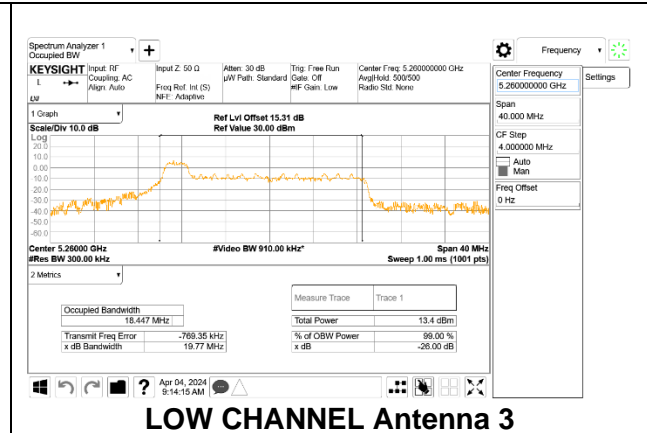 Spectrum Analyzer 1
Occupied BW
Frequency
KEYSIGHT
Input: RF
Coupling: AC
Align: Auto
Input Z: 50 Ω
Freq Ref: Int (S)
NFE: Adaptive
Atten: 30 dB
µW Path: Standard
Trig: Free Run
Gate: Off
#IF Gain: Low
Center Freq: 5.260000000 GHz
Avg|Hold: 500/500
Radio Std: None
L
Center Frequency
5.260000000 GHz
Settings
Span
40.000 MHz
CF Step
4.000000 MHz
Auto
Man
Freq Offset
0 Hz
1 Graph
Scale/Div 10.0 dB
Ref Lvl Offset 15.31 dB
Ref Value 30.00 dBm
Log
20.0
10.0
0.00
-10.0
-20.0
-30.0
-40.0
-50.0
-60.0
Center 5.26000 GHz
#Video BW 910.00 kHz*
Span 40 MHz
#Res BW 300.00 kHz
Sweep 1.00 ms (1001 pts)
2 Metrics
Measure Trace
Trace 1
Occupied Bandwidth
18.447 MHz
Total Power
13.4 dBm
Transmit Freq Error
-769.35 kHz
% of OBW Power
99.00 %
x dB Bandwidth
19.77 MHz
x dB
-26.00 dB
?
Apr 04, 2024
9:14:15 AM
LOW CHANNEL Antenna 3